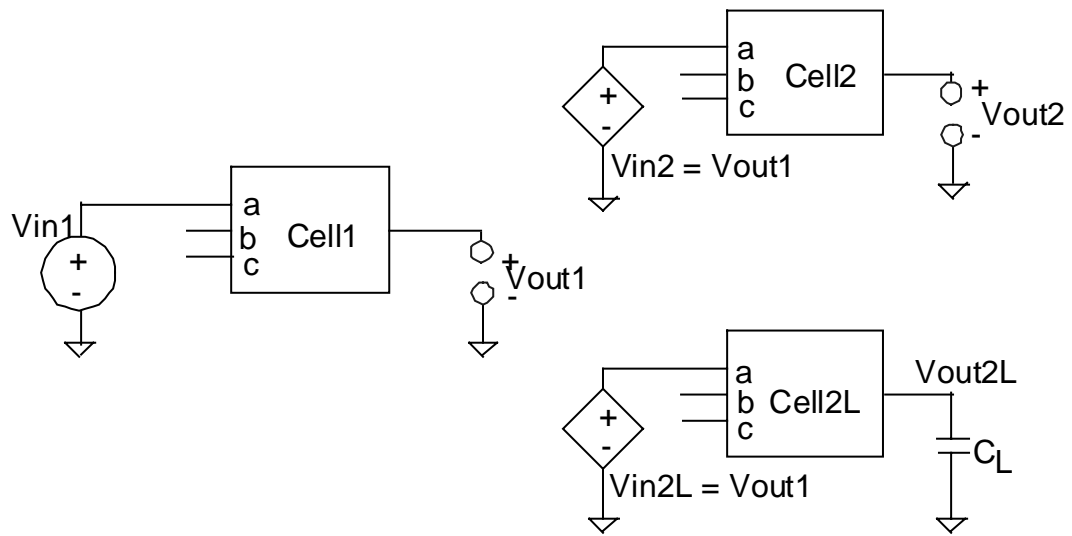 Vin1
+
-
a
b
c
Cell1
+
Vout1
-
+
-
Vin2 = Vout1
a
b
c
Cell2
+
Vout2
-
+
-
Vin2L = Vout1
a
b
c
Cell2L
Vout2L
CL